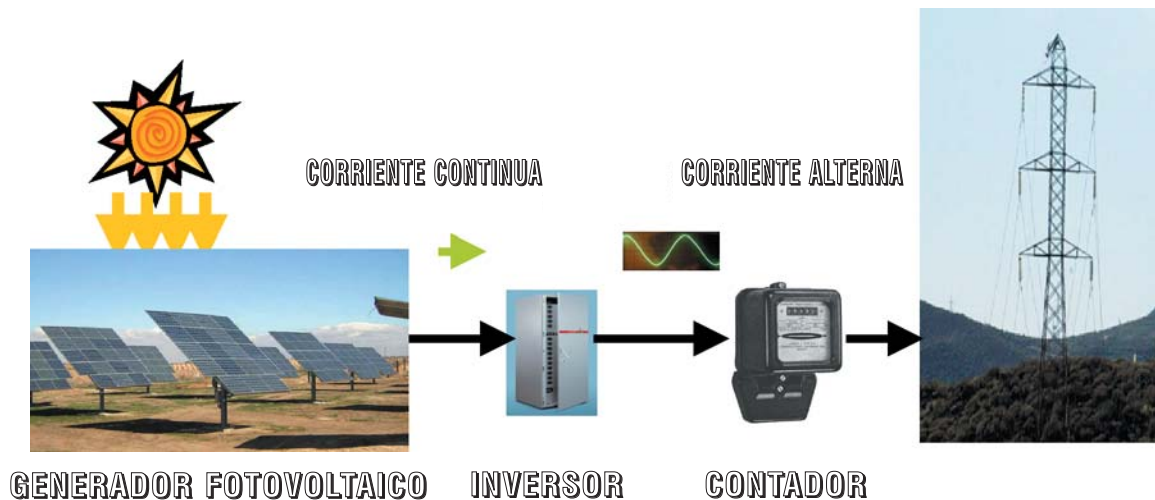 CORRIENTE CONTINUA
CORRIENTE ALTERNA
GENERADOR FOTOVOLTAICO
INVERSOR
CONTADOR